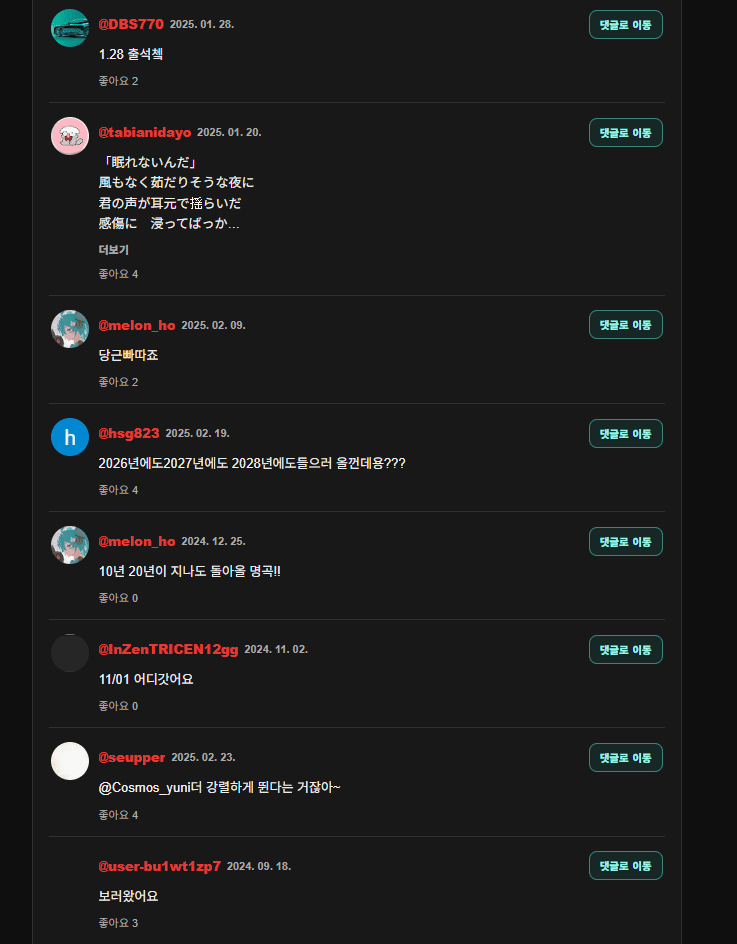 @DBS770 2025. 01. 28. 댓글로 이동
1.28 출석쳌
좋아요 2
@tabianidayo 2025. 01. 20. 댓글로 이동
「眠れないんだ」
風もなく茹だりそうな夜に
君の声が耳元で揺らいだ
感傷に　浸ってばっか...
더보기
좋아요 4
@melon_ho 2025. 02. 09. 댓글로 이동
당근빠따죠
좋아요 2
h
@hsg823 2025. 02. 19. 댓글로 이동
2026년에도2027년에도 2028년에도틀으러 올껀데용???
좋아요 4
@melon_ho 2024. 12. 25. 댓글로 이동
10년 20년이 지나도 돌아올 명곡!!
좋아요 0
@InZenTRICEN12gg 2024. 11. 02. 댓글로 이동
11/01 어디갓어요
좋아요 0
@seupper 2025. 02. 23. 댓글로 이동
@Cosmos_yuni더 강렬하게 뛴다는 거잖아~
좋아요 4
@user-bu1wt1zp7 2024. 09. 18. 댓글로 이동
보러왔어요
좋아요 3